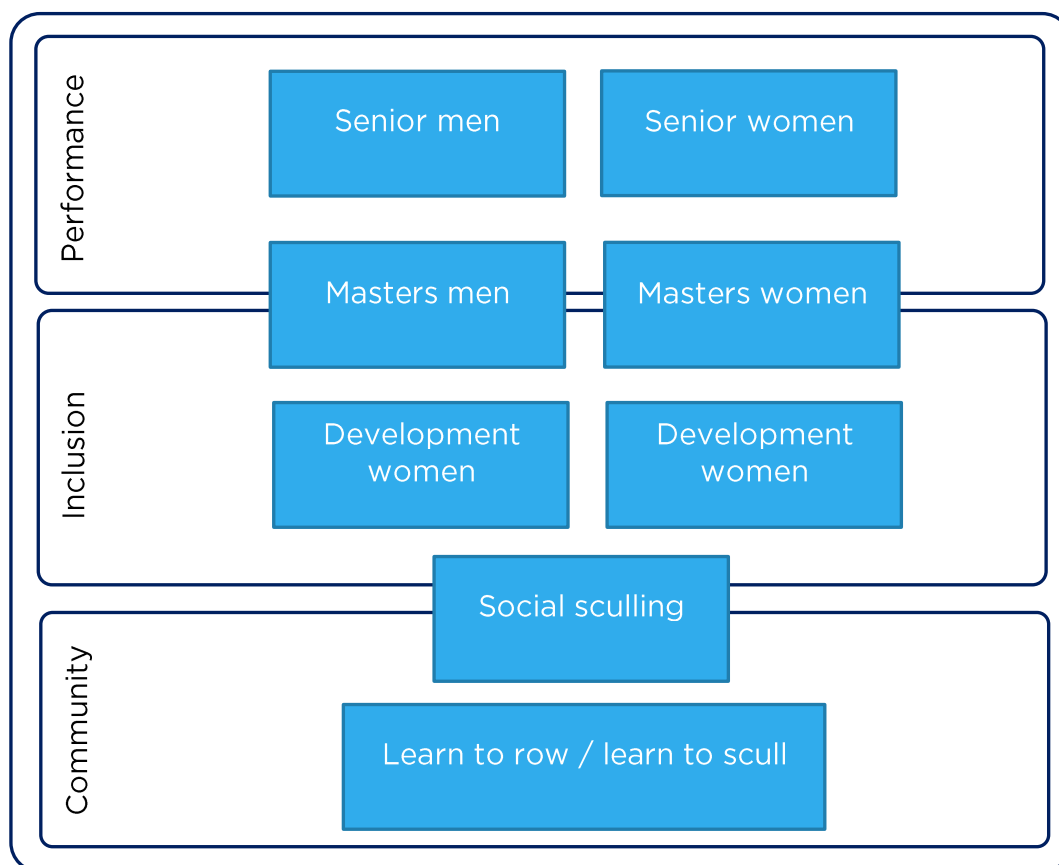 Performance
Senior men
Senior women
Masters men
Masters women
Inclusion
Development
women
Development
women
Social sculling
Community
Learn to row / learn to scull